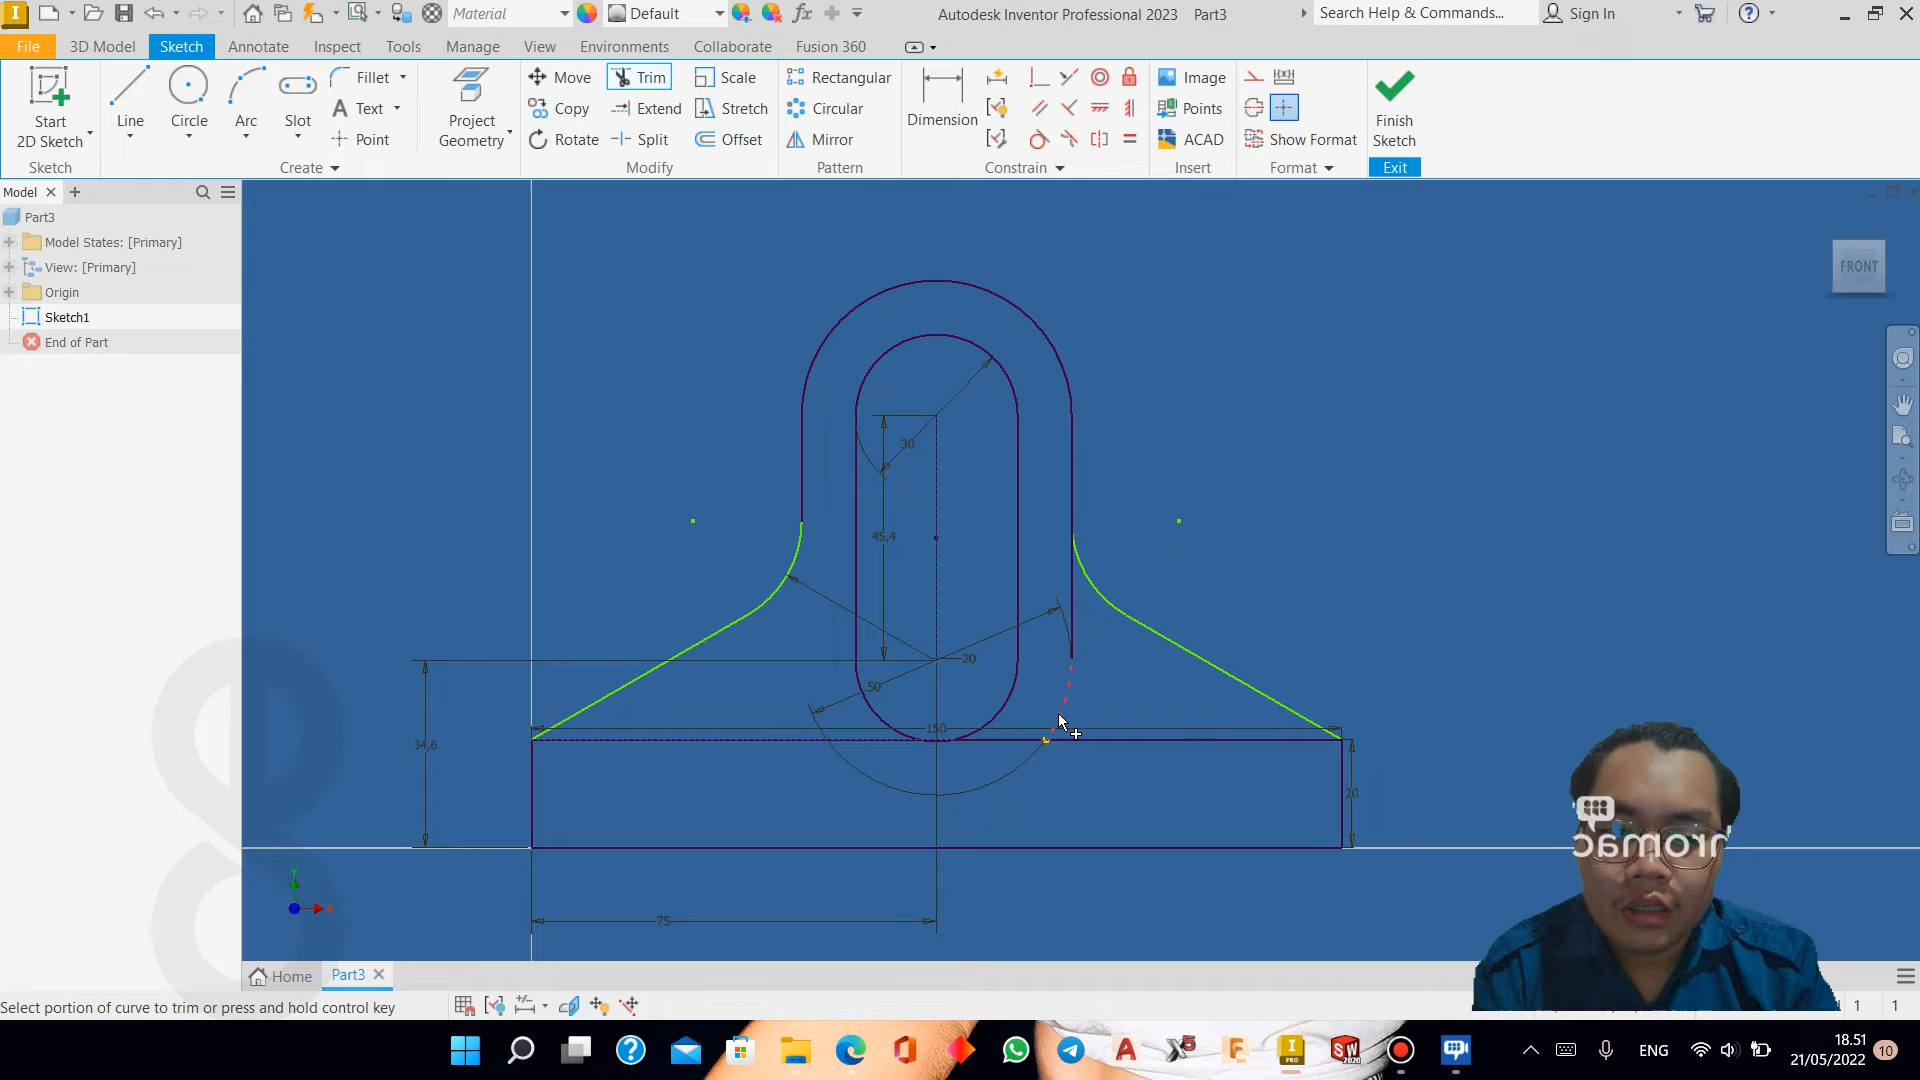 Material Default Autodesk Inventor Professional 2023 Part3 Search Help & Commands... Sign In
File 3D Model Sketch Annotate Inspect Tools Manage View Environments Collaborate Fusion 360
Start
2D Sketch
Line Circle Arc Slot
Fillet
Text
Point
Project
Geometry
Move Trim Scale
Copy Extend Stretch
Rotate Split Offset
Rectangular
Circular
Mirror
Dimension
Image
Points
ACAD
Show Format
Finish
Sketch
Sketch Create Modify Pattern Constrain Insert Format Exit
Model
Part3
Model States: [Primary]
View: [Primary]
Origin
Sketch1
End of Part
FRONT
30
45,4
20
50
150
34,6
20
75
Y
X
Home Part3
Select portion of curve to trim or press and hold control key
1 1
ENG
18.51
21/05/2022
10